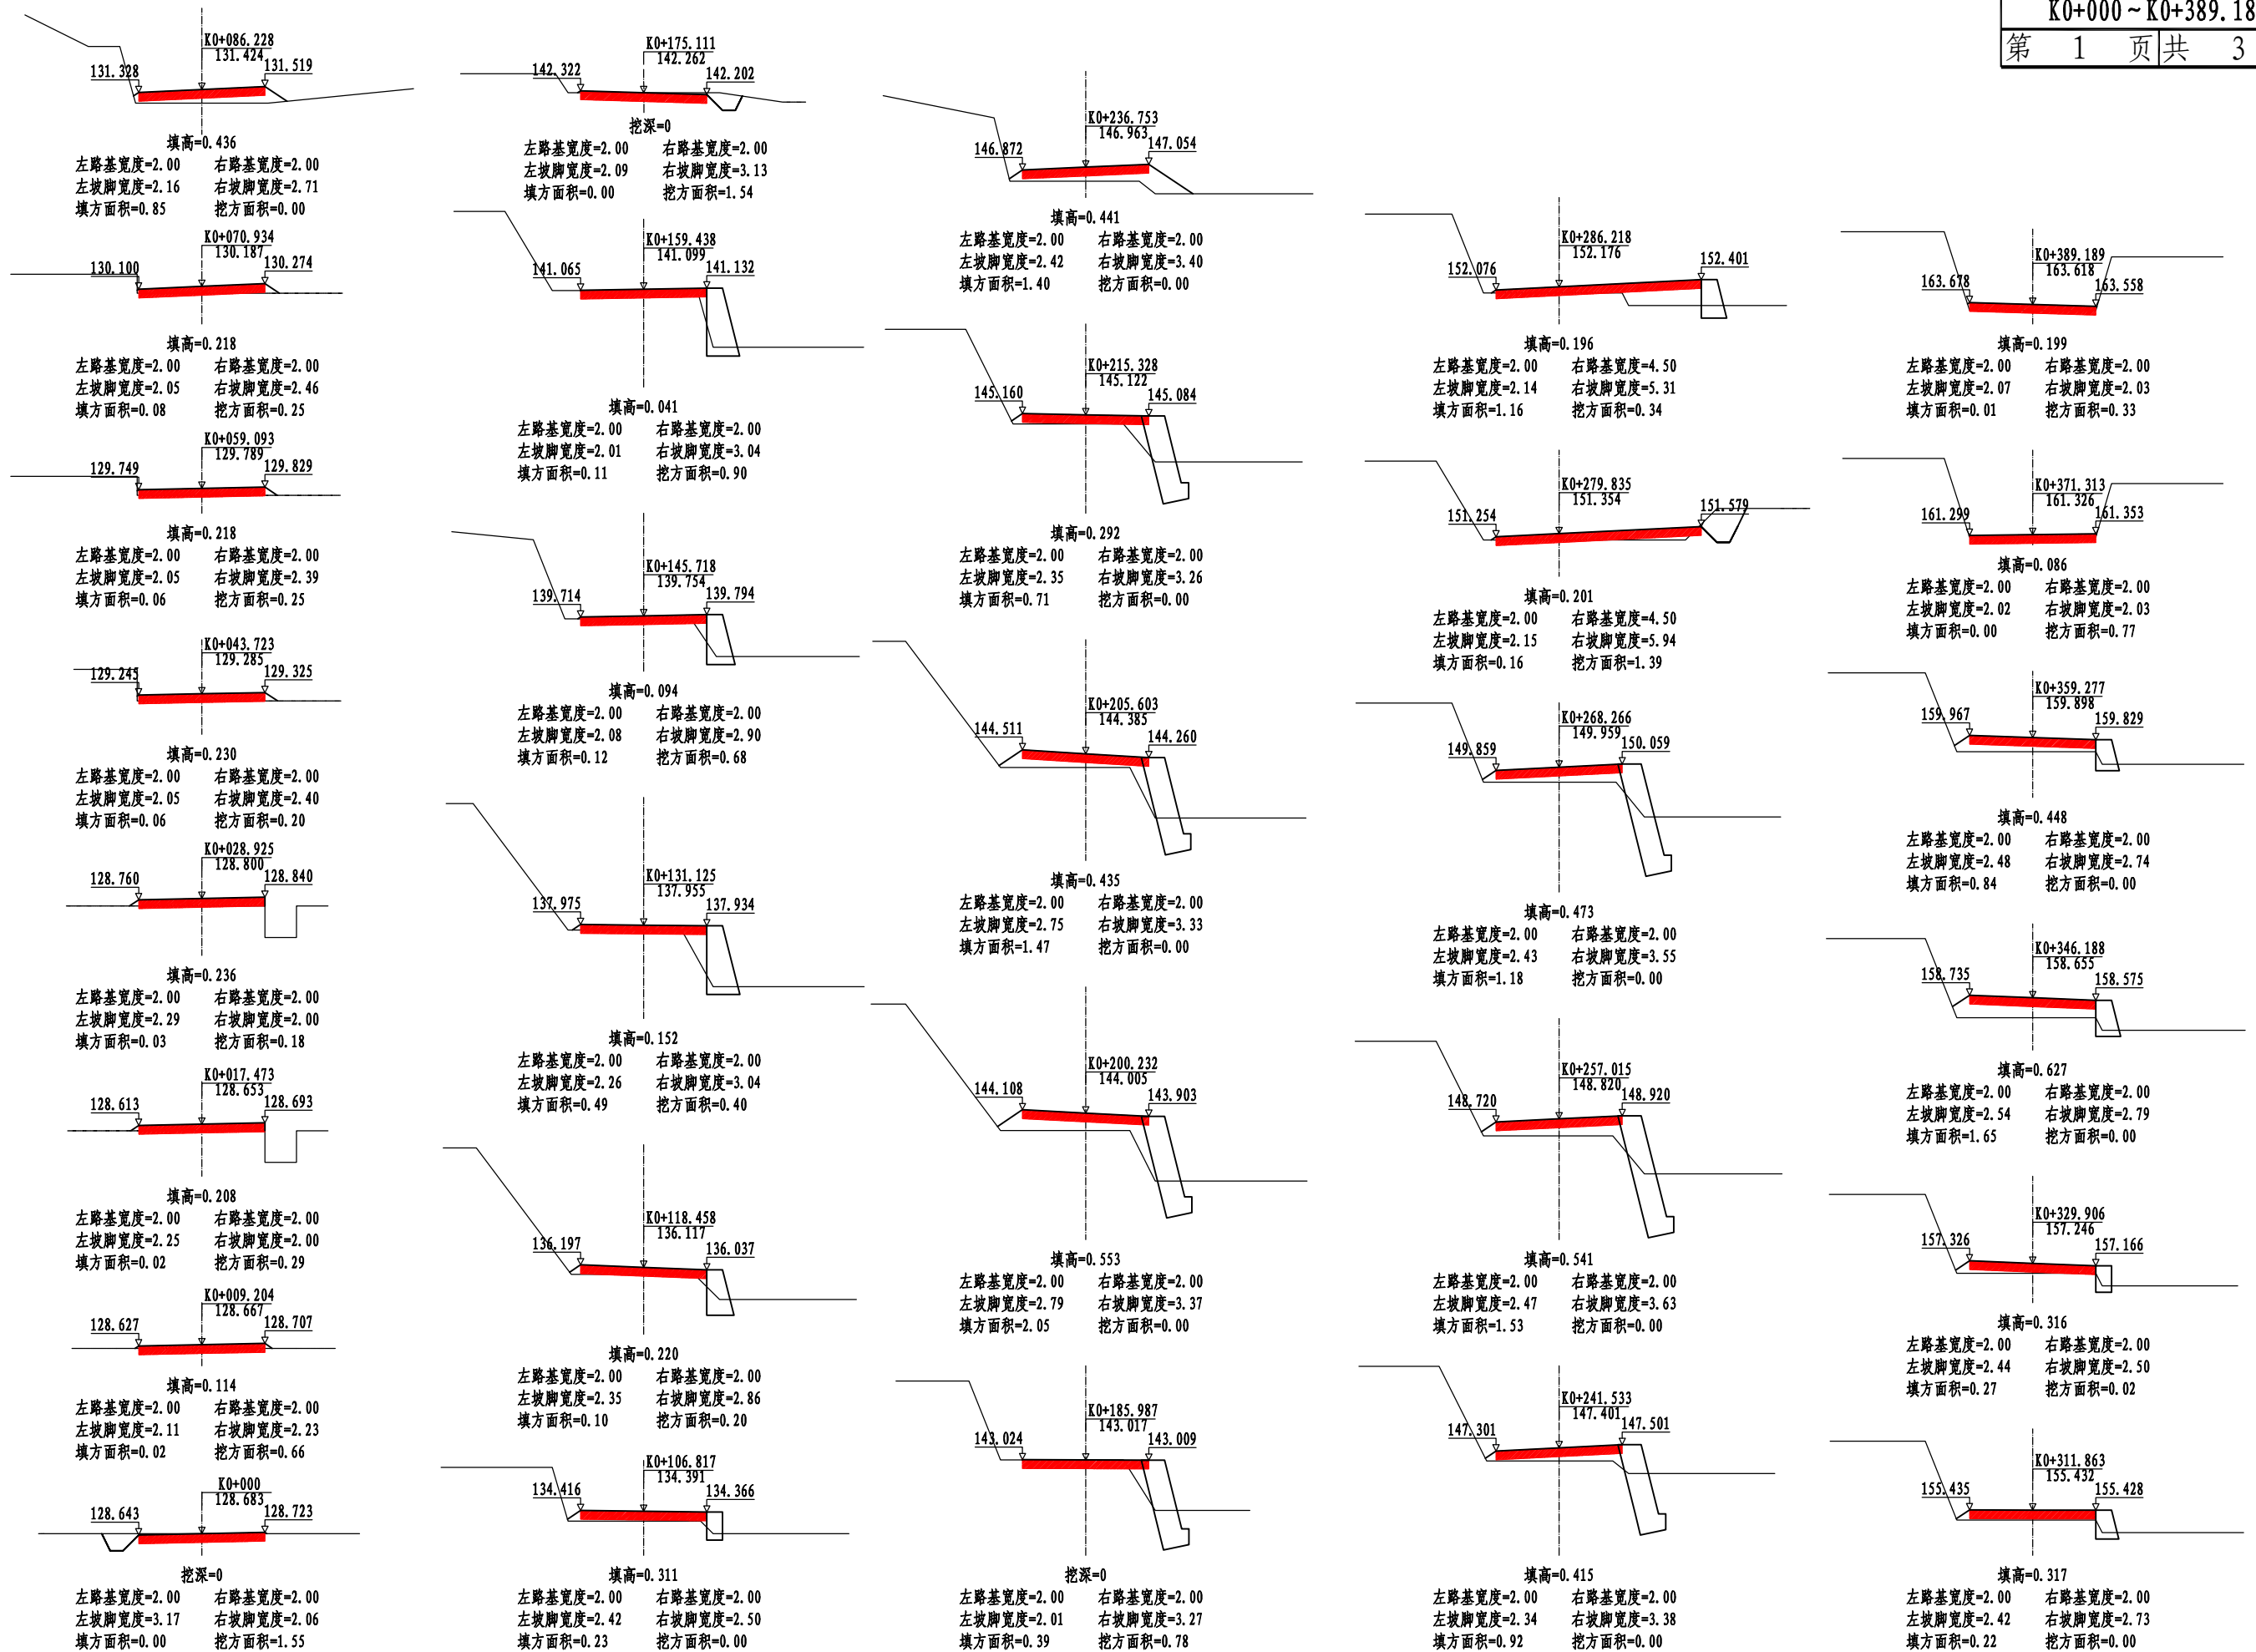 K0+000~K0+389.18
第 1 页 共 3
K0+086.228
131.424
131.328
131.519
填高=0.436
左路基宽度=2.00 右路基宽度=2.00
左坡脚宽度=2.16 右坡脚宽度=2.71
填方面积=0.85 挖方面积=0.00
K0+070.934
130.187
130.100
130.274
填高=0.218
左路基宽度=2.00 右路基宽度=2.00
左坡脚宽度=2.05 右坡脚宽度=2.46
填方面积=0.08 挖方面积=0.25
K0+059.093
129.789
129.749
129.829
填高=0.218
左路基宽度=2.00 右路基宽度=2.00
左坡脚宽度=2.05 右坡脚宽度=2.39
填方面积=0.06 挖方面积=0.25
K0+043.723
129.285
129.245
129.325
填高=0.230
左路基宽度=2.00 右路基宽度=2.00
左坡脚宽度=2.05 右坡脚宽度=2.40
填方面积=0.06 挖方面积=0.20
K0+028.925
128.800
128.760
128.840
填高=0.236
左路基宽度=2.00 右路基宽度=2.00
左坡脚宽度=2.29 右坡脚宽度=2.00
填方面积=0.03 挖方面积=0.18
K0+017.473
128.653
128.613
128.693
填高=0.208
左路基宽度=2.00 右路基宽度=2.00
左坡脚宽度=2.25 右坡脚宽度=2.00
填方面积=0.02 挖方面积=0.29
K0+009.204
128.667
128.627
128.707
填高=0.114
左路基宽度=2.00 右路基宽度=2.00
左坡脚宽度=2.11 右坡脚宽度=2.23
填方面积=0.02 挖方面积=0.66
K0+000
128.683
128.643
128.723
挖深=0
左路基宽度=2.00 右路基宽度=2.00
左坡脚宽度=3.17 右坡脚宽度=2.06
填方面积=0.00 挖方面积=1.55
K0+175.111
142.262
142.322
142.202
挖深=0
左路基宽度=2.00 右路基宽度=2.00
左坡脚宽度=2.09 右坡脚宽度=3.13
填方面积=0.00 挖方面积=1.54
K0+159.438
141.099
141.065
141.132
填高=0.041
左路基宽度=2.00 右路基宽度=2.00
左坡脚宽度=2.01 右坡脚宽度=3.04
填方面积=0.11 挖方面积=0.90
K0+145.718
139.754
139.714
139.794
填高=0.094
左路基宽度=2.00 右路基宽度=2.00
左坡脚宽度=2.08 右坡脚宽度=2.90
填方面积=0.12 挖方面积=0.68
K0+131.125
137.955
137.975
137.934
填高=0.152
左路基宽度=2.00 右路基宽度=2.00
左坡脚宽度=2.26 右坡脚宽度=3.04
填方面积=0.49 挖方面积=0.40
K0+118.458
136.117
136.197
136.037
填高=0.220
左路基宽度=2.00 右路基宽度=2.00
左坡脚宽度=2.35 右坡脚宽度=2.86
填方面积=0.10 挖方面积=0.20
K0+106.817
134.391
134.416
134.366
填高=0.311
左路基宽度=2.00 右路基宽度=2.00
左坡脚宽度=2.42 右坡脚宽度=2.50
填方面积=0.23 挖方面积=0.00
K0+236.753
146.963
146.872
147.054
填高=0.441
左路基宽度=2.00 右路基宽度=2.00
左坡脚宽度=2.42 右坡脚宽度=3.40
填方面积=1.40 挖方面积=0.00
K0+215.328
145.122
145.160
145.084
填高=0.292
左路基宽度=2.00 右路基宽度=2.00
左坡脚宽度=2.35 右坡脚宽度=3.26
填方面积=0.71 挖方面积=0.00
K0+205.603
144.385
144.511
144.260
填高=0.435
左路基宽度=2.00 右路基宽度=2.00
左坡脚宽度=2.75 右坡脚宽度=3.33
填方面积=1.47 挖方面积=0.00
K0+200.232
144.005
144.108
143.903
填高=0.553
左路基宽度=2.00 右路基宽度=2.00
左坡脚宽度=2.79 右坡脚宽度=3.37
填方面积=2.05 挖方面积=0.00
K0+185.987
143.017
143.024
143.009
挖深=0
左路基宽度=2.00 右路基宽度=2.00
左坡脚宽度=2.01 右坡脚宽度=3.27
填方面积=0.39 挖方面积=0.78
K0+286.218
152.176
152.076
152.401
填高=0.196
左路基宽度=2.00 右路基宽度=4.50
左坡脚宽度=2.14 右坡脚宽度=5.31
填方面积=1.16 挖方面积=0.34
K0+279.835
151.354
151.254
151.579
填高=0.201
左路基宽度=2.00 右路基宽度=4.50
左坡脚宽度=2.15 右坡脚宽度=5.94
填方面积=0.16 挖方面积=1.39
K0+268.266
149.959
149.859
150.059
填高=0.473
左路基宽度=2.00 右路基宽度=2.00
左坡脚宽度=2.43 右坡脚宽度=3.55
填方面积=1.18 挖方面积=0.00
K0+257.015
148.820
148.720
148.920
填高=0.541
左路基宽度=2.00 右路基宽度=2.00
左坡脚宽度=2.47 右坡脚宽度=3.63
填方面积=1.53 挖方面积=0.00
K0+241.533
147.401
147.301
147.501
填高=0.415
左路基宽度=2.00 右路基宽度=2.00
左坡脚宽度=2.34 右坡脚宽度=3.38
填方面积=0.92 挖方面积=0.00
K0+389.189
163.618
163.678
163.558
填高=0.199
左路基宽度=2.00 右路基宽度=2.00
左坡脚宽度=2.07 右坡脚宽度=2.03
填方面积=0.01 挖方面积=0.33
K0+371.313
161.326
161.299
161.353
填高=0.086
左路基宽度=2.00 右路基宽度=2.00
左坡脚宽度=2.02 右坡脚宽度=2.03
填方面积=0.00 挖方面积=0.77
K0+359.277
159.898
159.967
159.829
填高=0.448
左路基宽度=2.00 右路基宽度=2.00
左坡脚宽度=2.48 右坡脚宽度=2.74
填方面积=0.84 挖方面积=0.00
K0+346.188
158.655
158.735
158.575
填高=0.627
左路基宽度=2.00 右路基宽度=2.00
左坡脚宽度=2.54 右坡脚宽度=2.79
填方面积=1.65 挖方面积=0.00
K0+329.906
157.246
157.326
157.166
填高=0.316
左路基宽度=2.00 右路基宽度=2.00
左坡脚宽度=2.44 右坡脚宽度=2.50
填方面积=0.27 挖方面积=0.02
K0+311.863
155.432
155.435
155.428
填高=0.317
左路基宽度=2.00 右路基宽度=2.00
左坡脚宽度=2.42 右坡脚宽度=2.73
填方面积=0.22 挖方面积=0.00